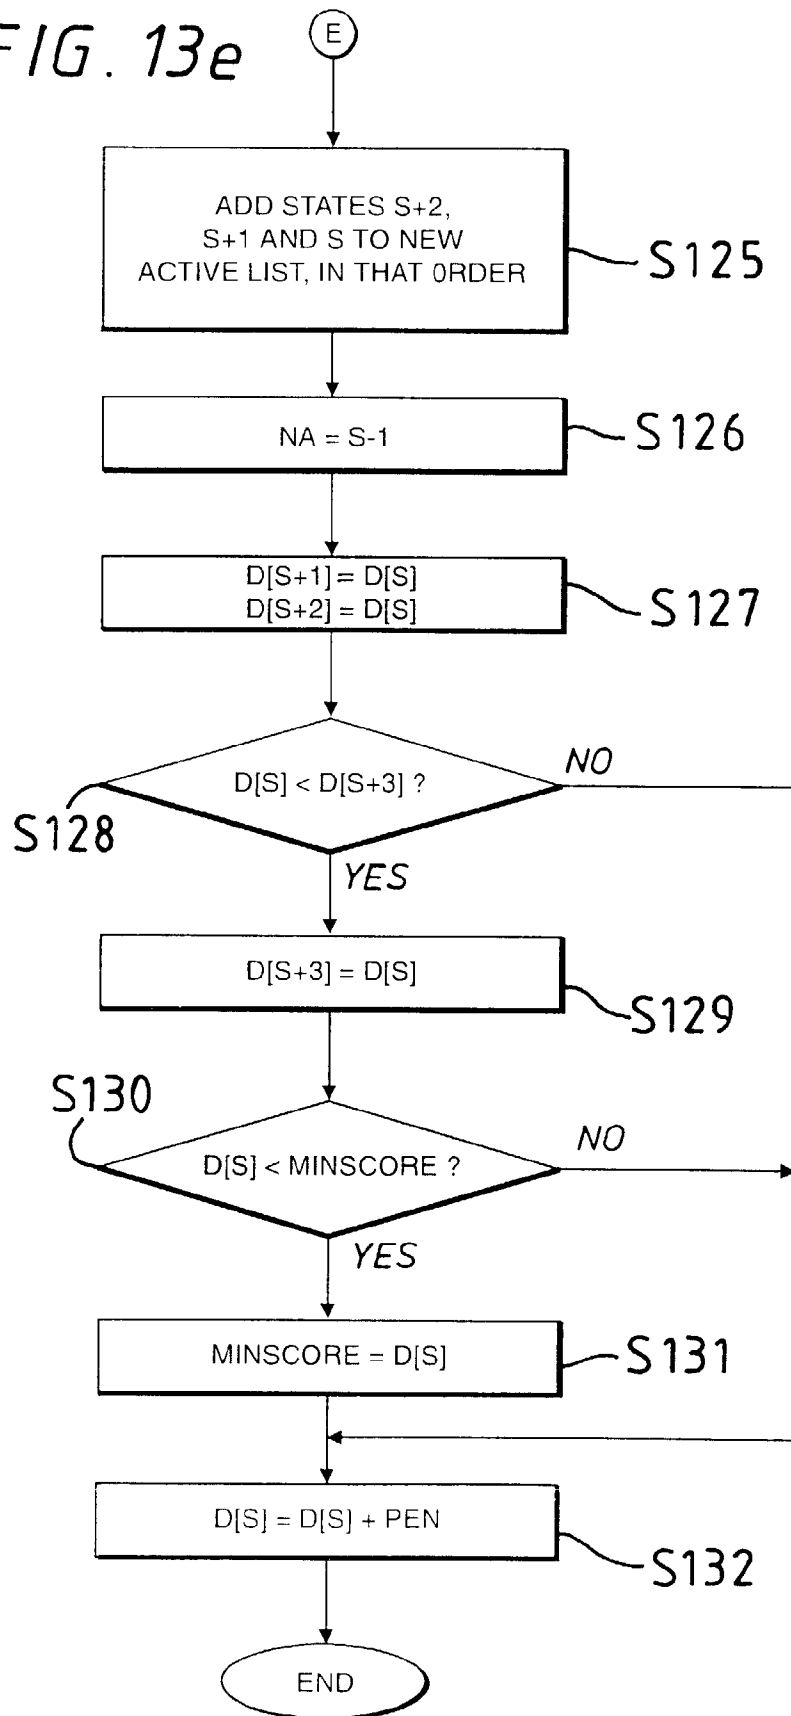 FIG. 13e
E
ADD STATES S+2,
S+1 AND S TO NEW
ACTIVE LIST, IN THAT 0RDER
S125
NA = S-1
S126
D[S+1] = D[S]
D[S+2] = D[S]
S127
D[S] < D[S+3] ?
NO
S128
YES
D[S+3] = D[S]
S129
S130
D[S] < MINSCORE ?
NO
YES
MINSCORE = D[S]
S131
D[S] = D[S] + PEN
S132
END